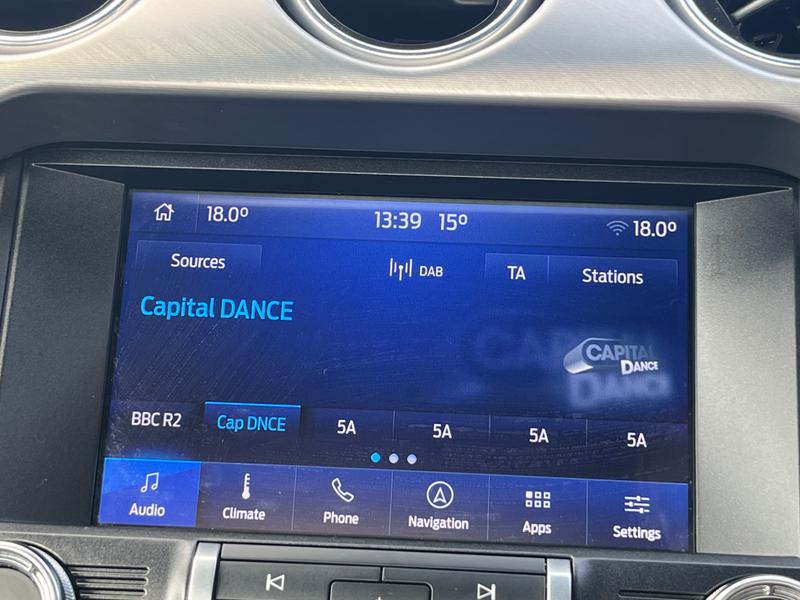 18.0° 13:39 15° 18.0°
Sources DAB TA Stations
Capital DANCE
CAPITAL
DANCE
BBC R2 Cap DNCE 5A 5A 5A 5A
Audio Climate Phone Navigation Apps Settings